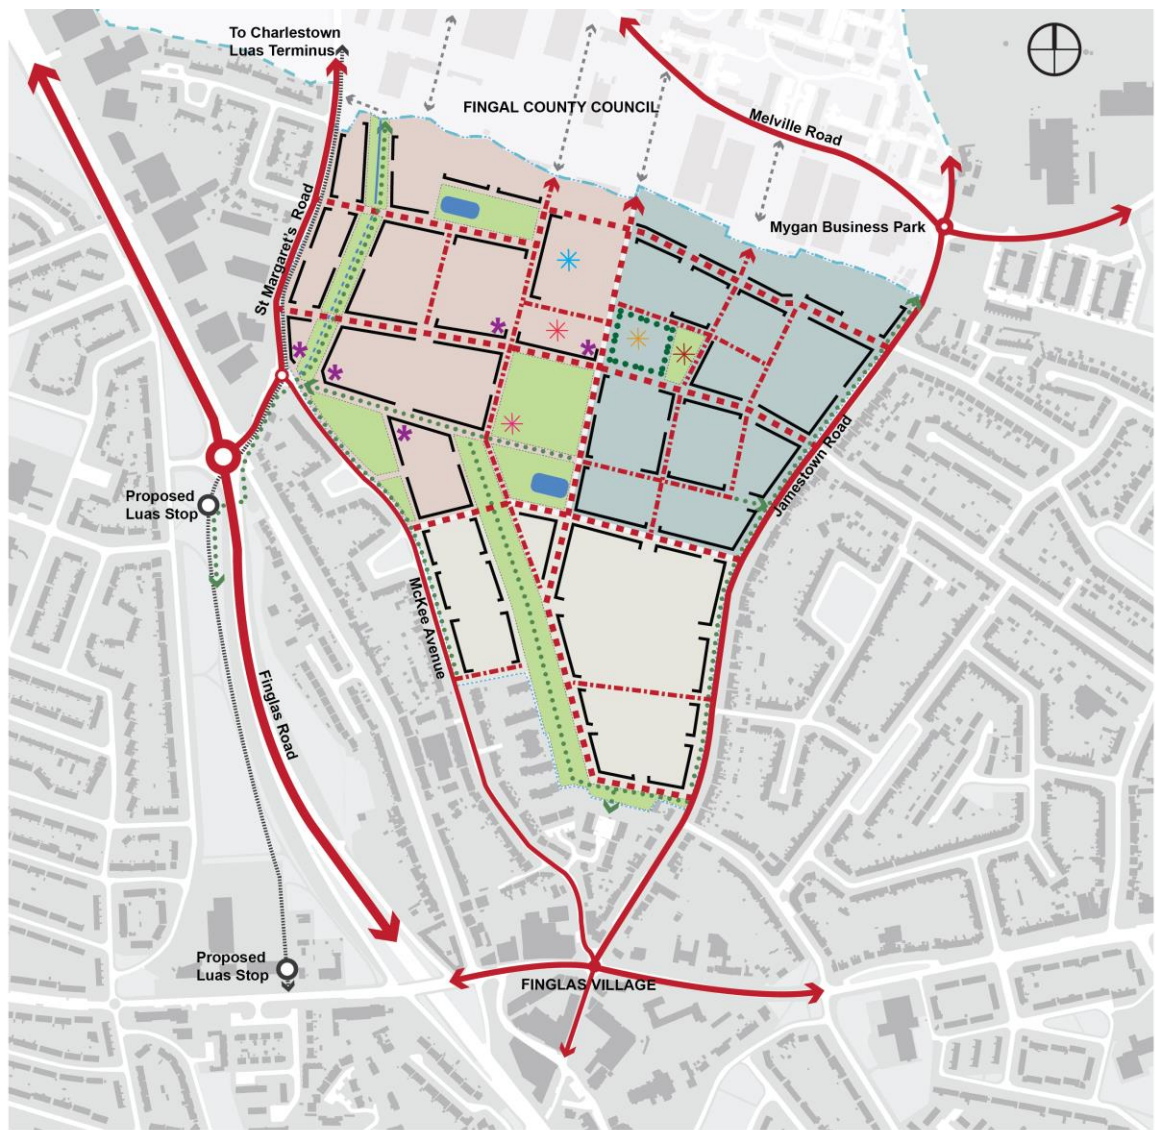 To Charlestown
Luas Terminus
FINGAL COUNTY COUNCIL
Melville Road
St Margaret's Road
Mygan Business Park
Jamestown Road
Proposed
Luas Stop
McKee Avenue
Finglas Road
Proposed
Luas Stop
FINGLAS VILLAGE